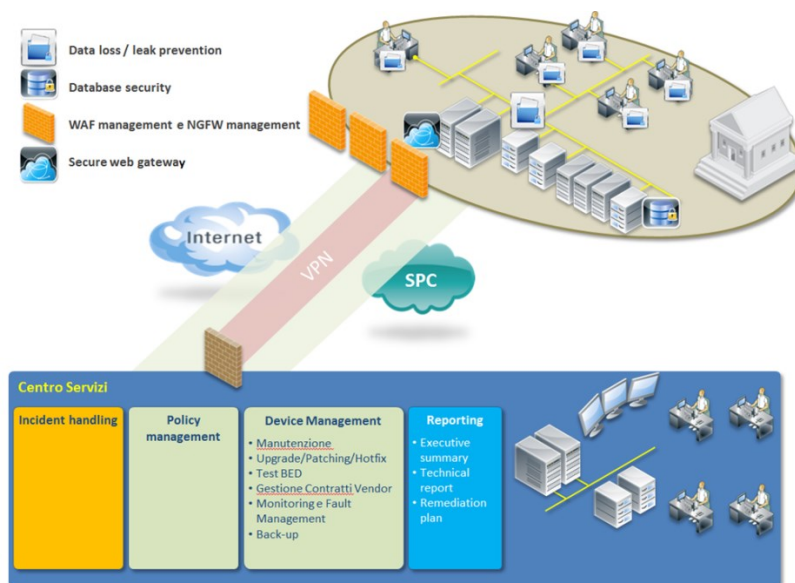 Data loss / leak prevention
Database security
WAF management e NGFW management
Secure web gateway
Internet
VPN
SPC
Centro Servizi
Incident handling
Policy
management
Device Management
• Manutenzione
• Upgrade/Patching/Hotfix
• Test BED
• Gestione Contratti Vendor
• Monitoring e Fault
Management
• Back-up
Reporting
• Executive
summary
• Technical
report
• Remediation
plan